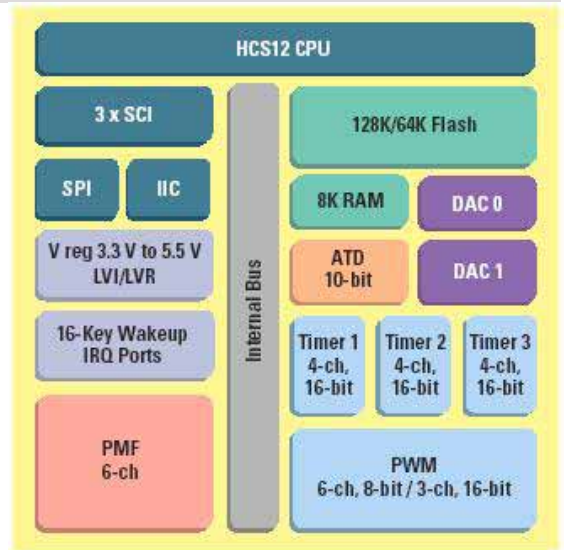 HCS12 CPU
3 x SCI
SPI
IIC
V reg 3.3 V to 5.5 V
LVI/LVR
16-Key Wakeup
IRQ Ports
PMF
6-ch
Internal Bus
128K/64K Flash
8K RAM
DAC 0
ATD
10-bit
DAC 1
Timer 1
4-ch,
16-bit
Timer 2
4-ch,
16-bit
Timer 3
4-ch,
16-bit
PWM
6-ch, 8-bit / 3-ch, 16-bit